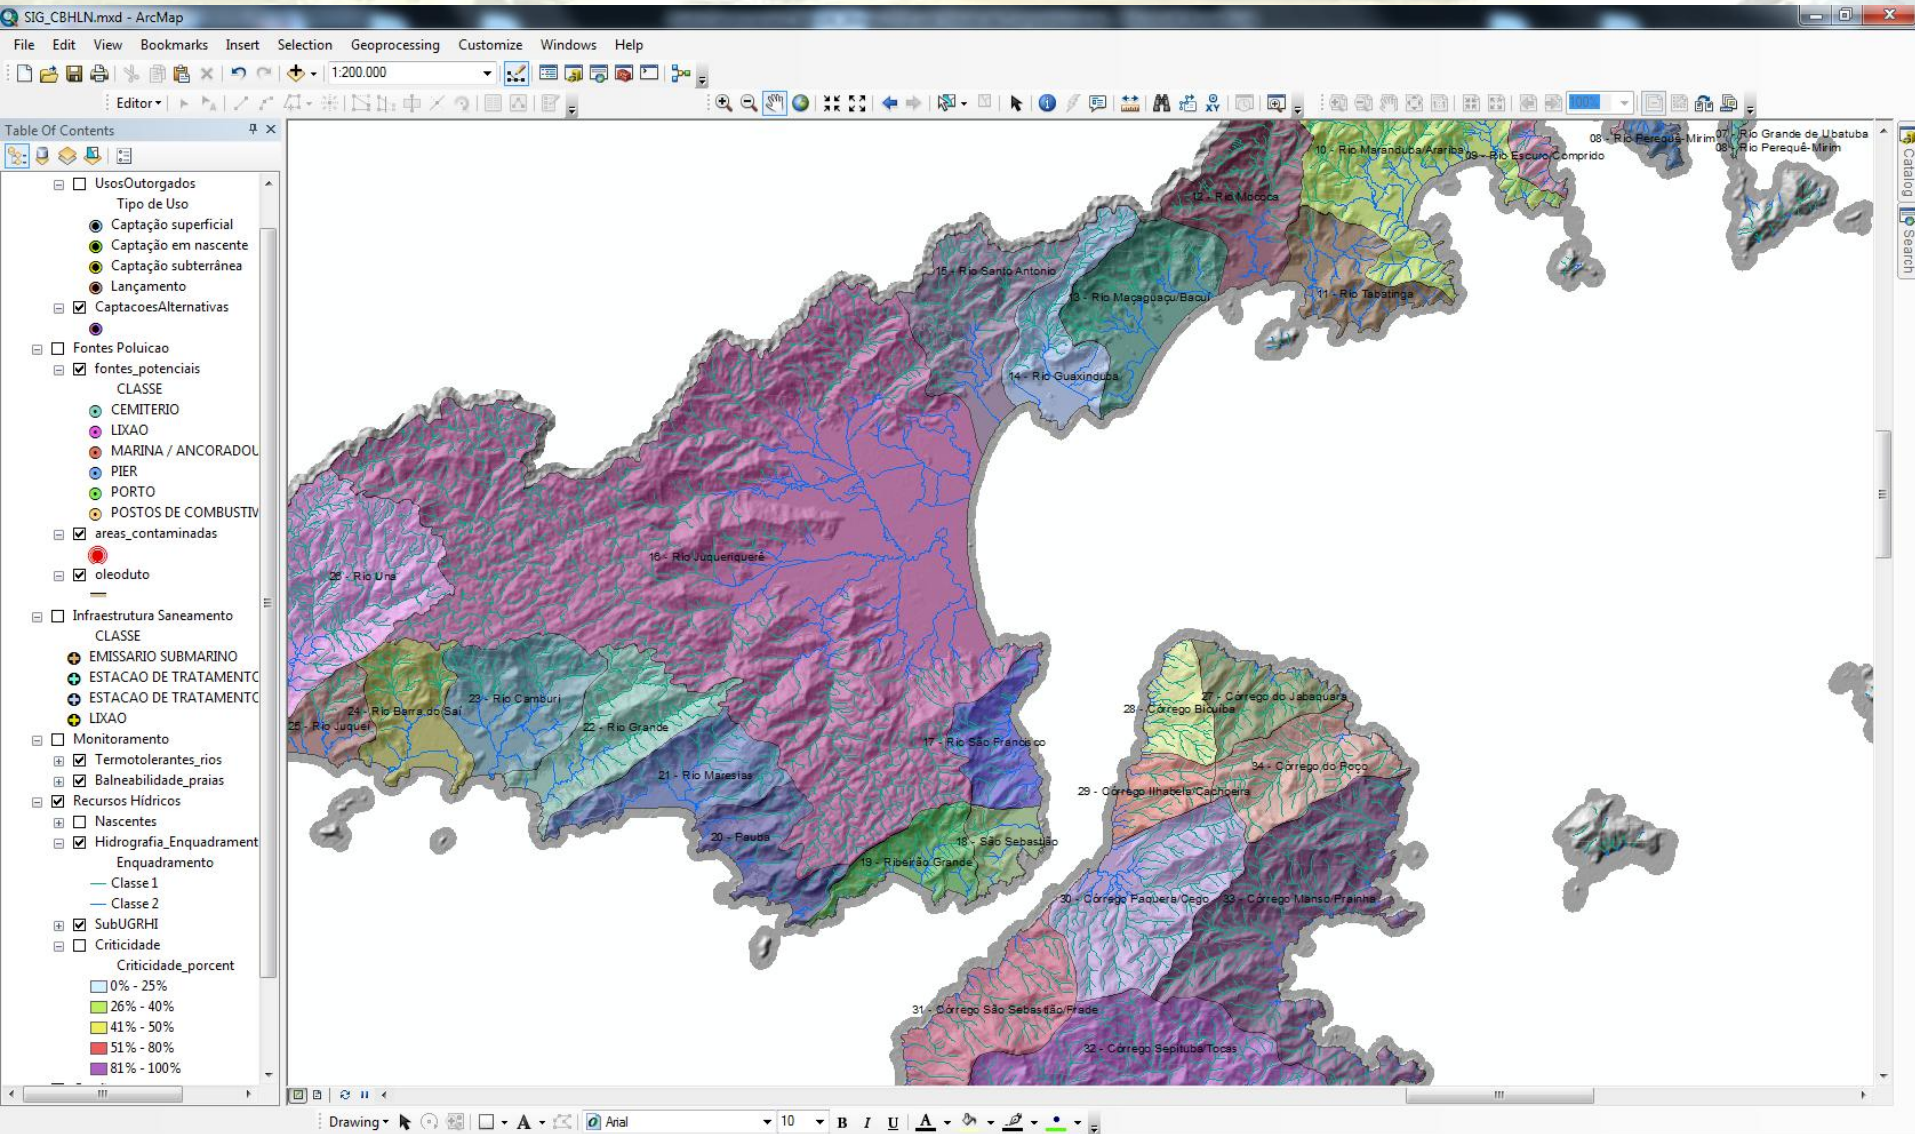 SIG_CBHLN.mxd - ArcMap
File Edit View Bookmarks Insert Selection Geoprocessing Customize Windows Help
1:200.000
Editor
100%
Table Of Contents
UsosOutorgados
Tipo de Uso
Captação superficial
Captação em nascente
Captação subterrânea
Lançamento
CaptacoesAlternativas
Fontes Poluicao
fontes_potenciais
CLASSE
CEMITERIO
LIXAO
MARINA / ANCORADOU
PIER
PORTO
POSTOS DE COMBUSTIV
areas_contaminadas
oleoduto
Infraestrutura Saneamento
CLASSE
EMISSARIO SUBMARINO
ESTACAO DE TRATAMENTO
ESTACAO DE TRATAMENTO
LIXAO
Monitoramento
Termotolerantes_rios
Balneabilidade_praias
Recursos Hídricos
Nascentes
Hidrografia_Enquadrament
Enquadramento
Classe 1
Classe 2
SubUGRHI
Criticidade
Criticidade_porcent
0% - 25%
26% - 40%
41% - 50%
51% - 80%
81% - 100%
07 - Rio Grande de Ubatuba
08 - Rio Perequê-Mirim
08 - Rio Perequê-Mirim
10 - Rio Maranduba/Arariba
09 - Rio Escuro/Comprido
12 - Rio Mococa
15 - Rio Santo Antonio
13 - Rio Maçaguaçu/Bacuí
11 - Rio Tabatinga
14 - Rio Guaxinduba
16 - Rio Juqueriquerê
26 - Rio Una
27 - Córrego do Jabaquara
23 - Rio Camburi
28 - Córrego Bicuíba
24 - Rio Barra do Saí
25 - Rio Juqueí
22 - Rio Grande
17 - Rio São Francisco
34 - Córrego do Poço
21 - Rio Maresias
29 - Córrego Ilhabela/Cachoeira
20 - Paúba
18 - São Sebastião
19 - Ribeirão Grande
30 - Córrego Paquera/Cego
33 - Córrego Manso/Prainha
31 - Córrego São Sebastião/Frade
32 - Córrego Sepituba/Tocas
Catalog
Search
Drawing
A
Arial
10
B I U A